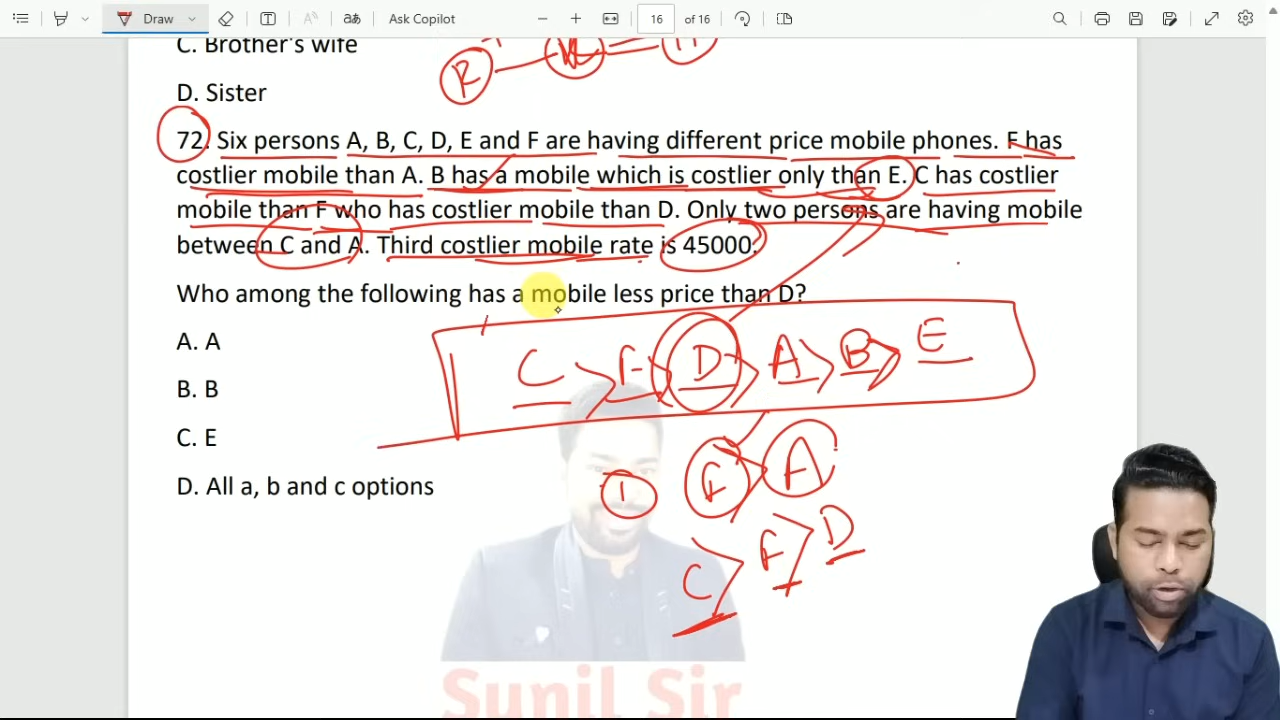 Draw
Ask Copilot
16
of 16
C. Brother's wife
R
D. Sister
72. Six persons A, B, C, D, E and F are having different price mobile phones. F has
costlier mobile than A. B has a mobile which is costlier only than E. C has costlier
mobile than F who has costlier mobile than D. Only two persons are having mobile
between C and A. Third costlier mobile rate is 45000.
Who among the following has a mobile less price than D?
A. A
C > F > D > A > B > E
B. B
C. E
F > A
D. All a, b and c options
1
C > F > D
Sunil Sir